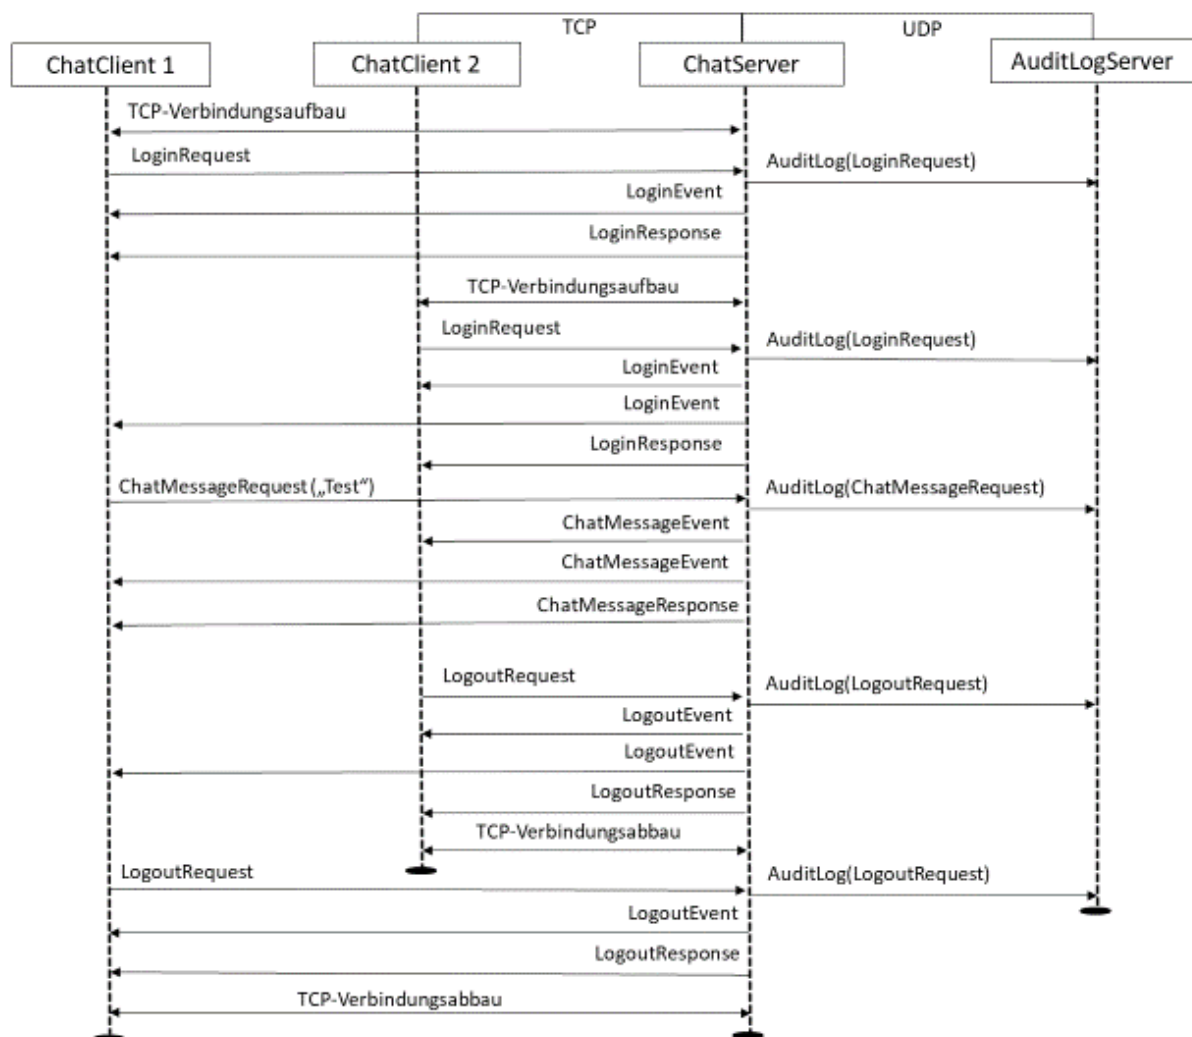 TCP
UDP
ChatClient 1
ChatClient 2
ChatServer
AuditLogServer
TCP-Verbindungsaufbau
LoginRequest
AuditLog(LoginRequest)
LoginEvent
LoginResponse
TCP-Verbindungsaufbau
LoginRequest
AuditLog(LoginRequest)
LoginEvent
LoginEvent
LoginResponse
ChatMessageRequest („Test“)
AuditLog(ChatMessageRequest)
ChatMessageEvent
ChatMessageEvent
ChatMessageResponse
LogoutRequest
AuditLog(LogoutRequest)
LogoutEvent
LogoutEvent
LogoutResponse
TCP-Verbindungsabbau
LogoutRequest
AuditLog(LogoutRequest)
LogoutEvent
LogoutResponse
TCP-Verbindungsabbau